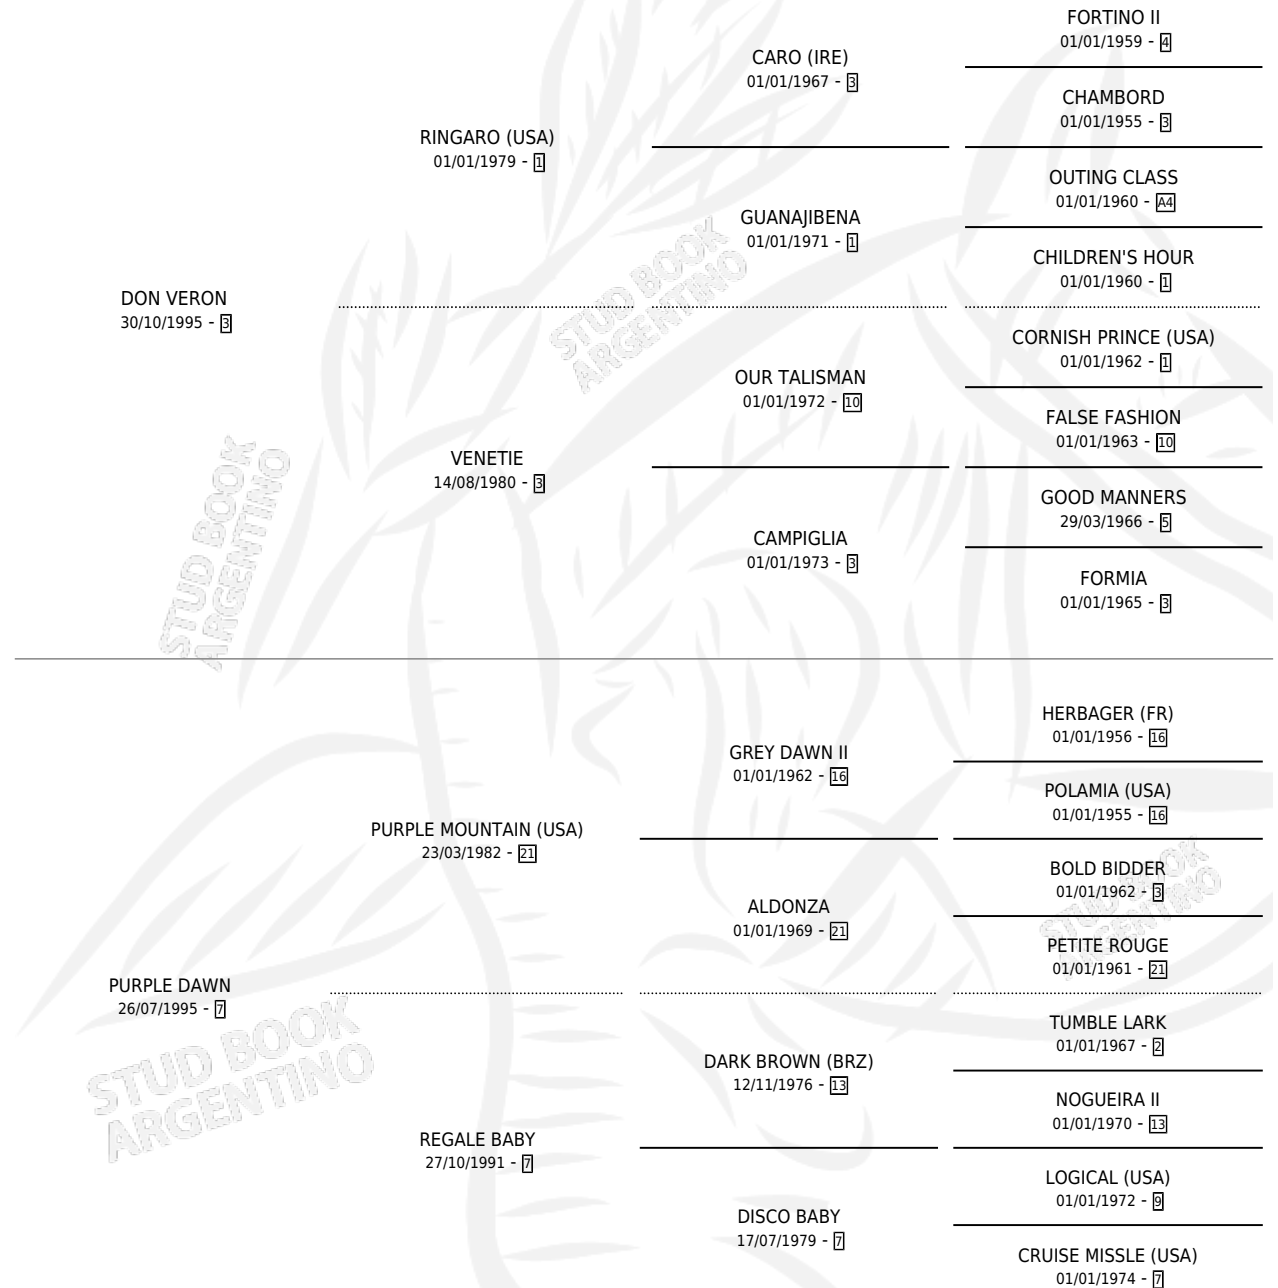 FORTINO II
01/01/1959 - 4
CARO (IRE)
01/01/1967 - 3
CHAMBORD
01/01/1955 - 3
RINGARO (USA)
01/01/1979 - 1
OUTING CLASS
01/01/1960 - A4
GUANAJIBENA
01/01/1971 - 1
CHILDREN'S HOUR
01/01/1960 - 1
DON VERON
30/10/1995 - 3
CORNISH PRINCE (USA)
01/01/1962 - 1
OUR TALISMAN
01/01/1972 - 10
FALSE FASHION
01/01/1963 - 10
VENETIE
14/08/1980 - 3
GOOD MANNERS
29/03/1966 - 5
CAMPIGLIA
01/01/1973 - 3
FORMIA
01/01/1965 - 3
HERBAGER (FR)
01/01/1956 - 16
GREY DAWN II
01/01/1962 - 16
POLAMIA (USA)
01/01/1955 - 16
PURPLE MOUNTAIN (USA)
23/03/1982 - 21
BOLD BIDDER
01/01/1962 - 3
ALDONZA
01/01/1969 - 21
PETITE ROUGE
01/01/1961 - 21
PURPLE DAWN
26/07/1995 - 7
TUMBLE LARK
01/01/1967 - 2
DARK BROWN (BRZ)
12/11/1976 - 13
NOGUEIRA II
01/01/1970 - 13
REGALE BABY
27/10/1991 - 7
LOGICAL (USA)
01/01/1972 - 9
DISCO BABY
17/07/1979 - 7
CRUISE MISSLE (USA)
01/01/1974 - 7
STUD BOOK
ARGENTINO
STUD BOOK
ARGENTINO
STUD BOOK
ARGENTINO
STUD BOOK
ARGENTINO